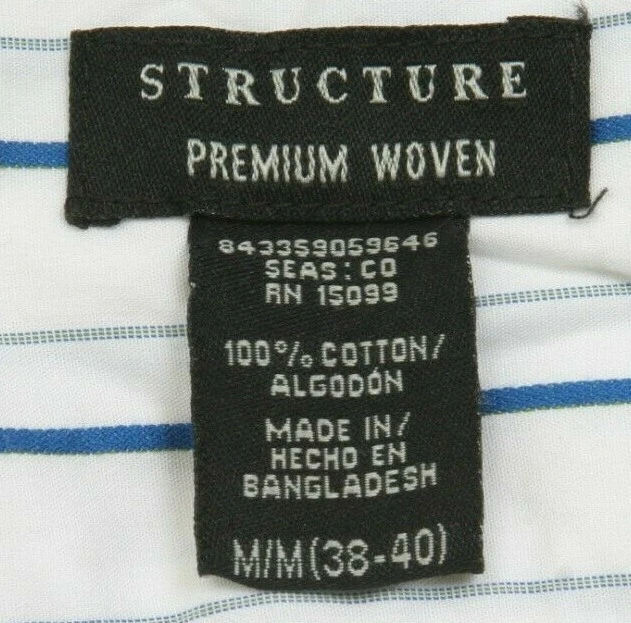 STRUCTURE
PREMIUM WOVEN
843359059646
SEAS: CO
RN 15099
100% COTTON/
ALGODÓN
MADE IN/
HECHO EN
BANGLADESH
M/M(38-40)